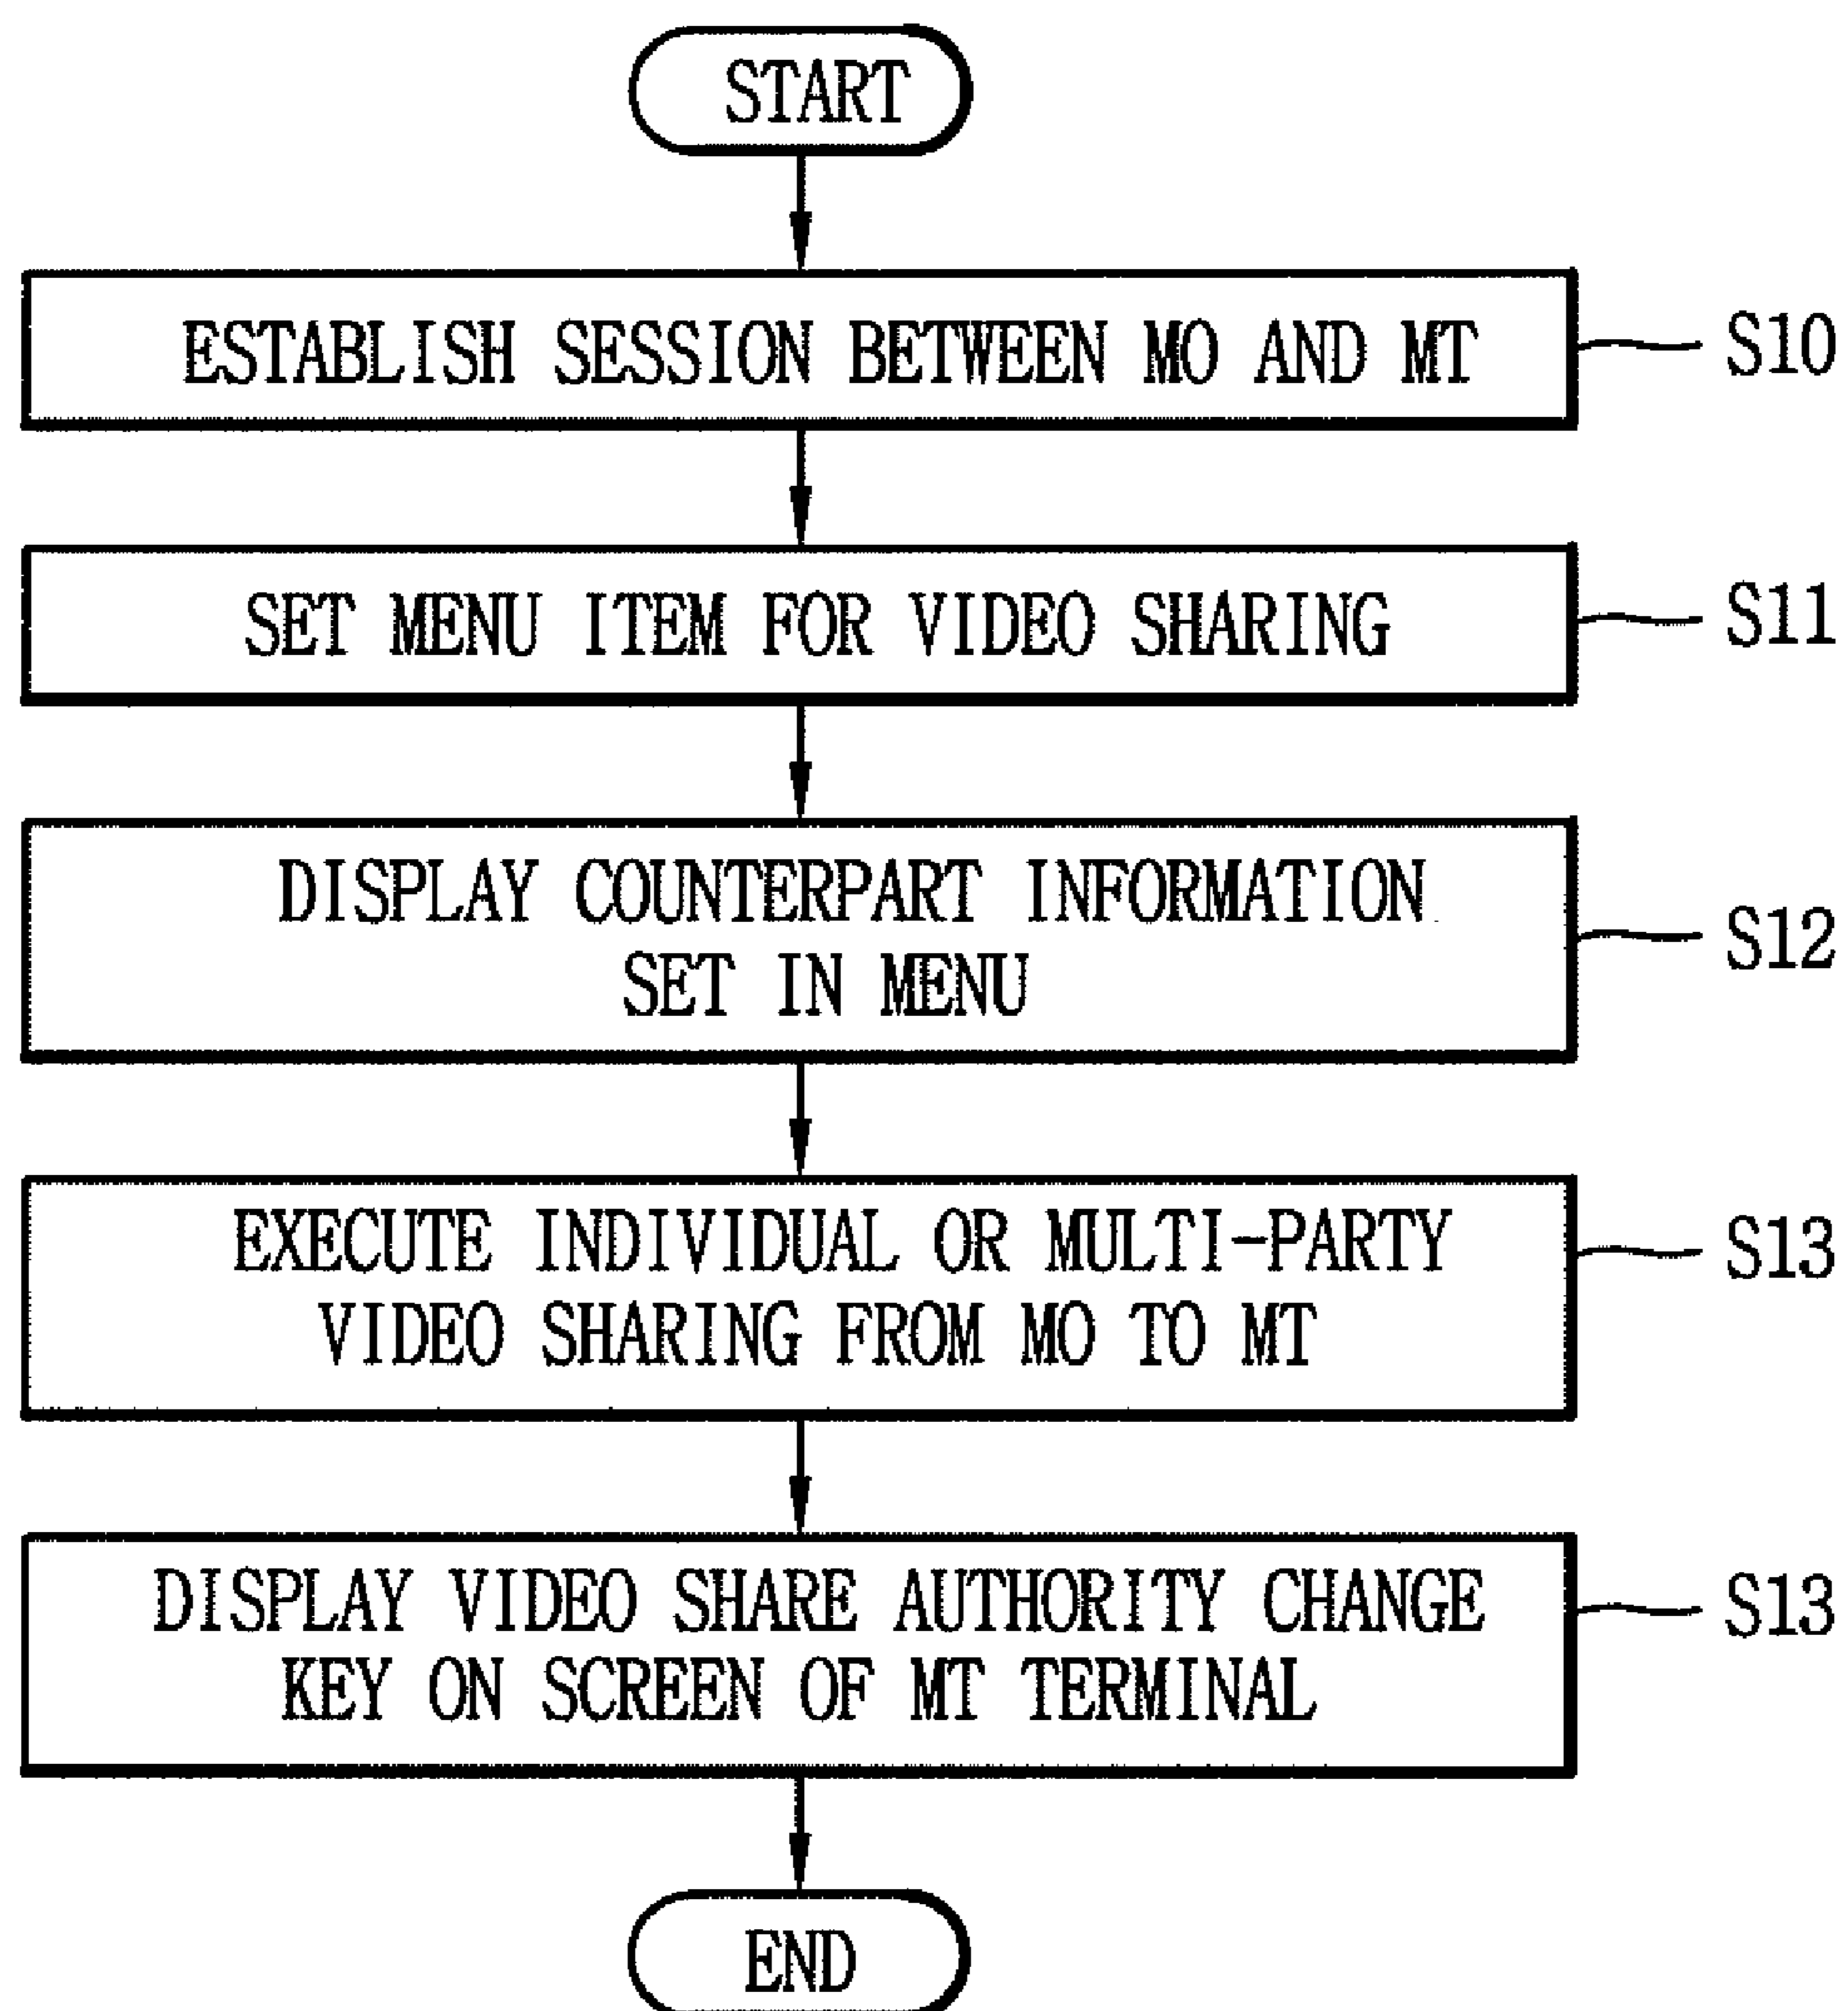 START
ESTABLISH SESSION BETWEEN MO AND MT
S10
SET MENU ITEM FOR VIDEO SHARING
S11
DISPLAY COUNTERPART INFORMATION
SET IN MENU
S12
EXECUTE INDIVIDUAL OR MULTI-PARTY
VIDEO SHARING FROM MO TO MT
S13
DISPLAY VIDEO SHARE AUTHORITY CHANGE
KEY ON SCREEN OF MT TERMINAL
S13
END